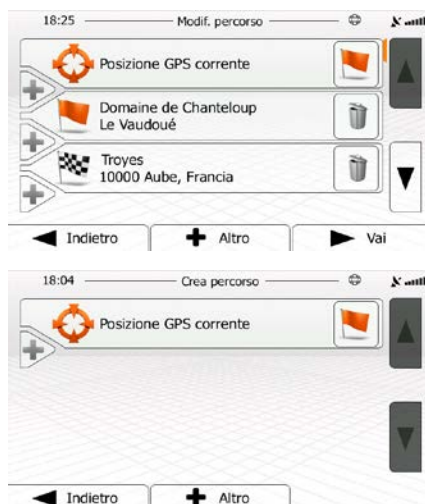 18:25 Modif. percorso
Posizione GPS corrente
Domaine de Chanteloup
Le Vaudoué
Troyes
10000 Aube, Francia
Indietro Altro Vai
18:04 Crea percorso
Posizione GPS corrente
Indietro Altro